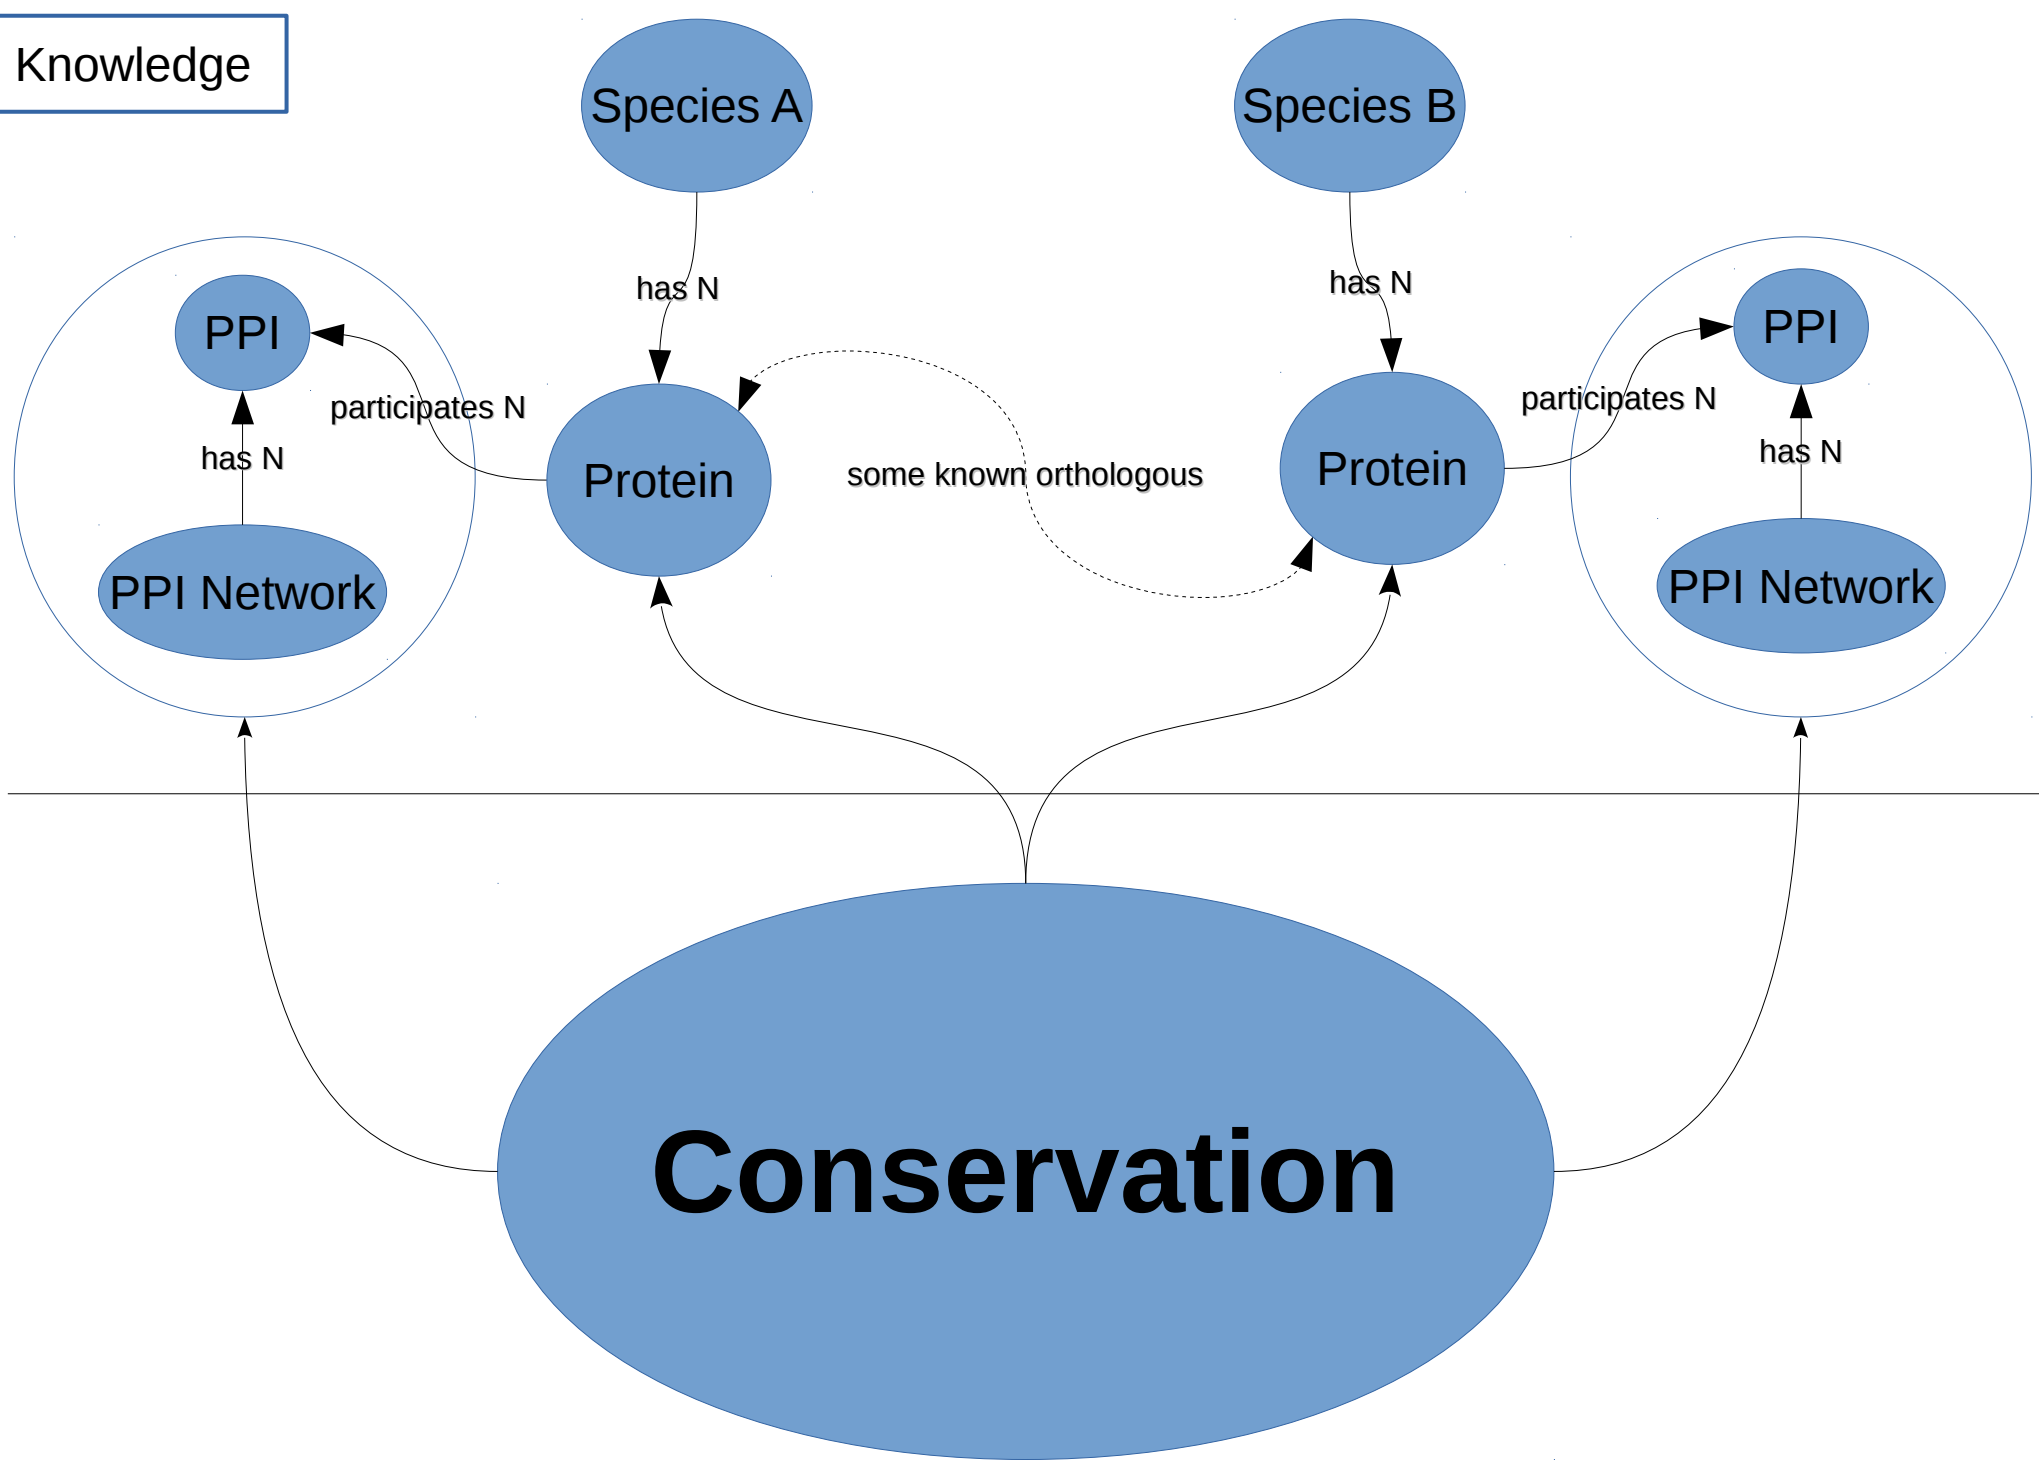 Knowledge
Species A
Species B
has N
has N
PPI
PPI
participates N
participates N
has N
has N
Protein
some known orthologous
Protein
PPI Network
PPI Network
Conservation